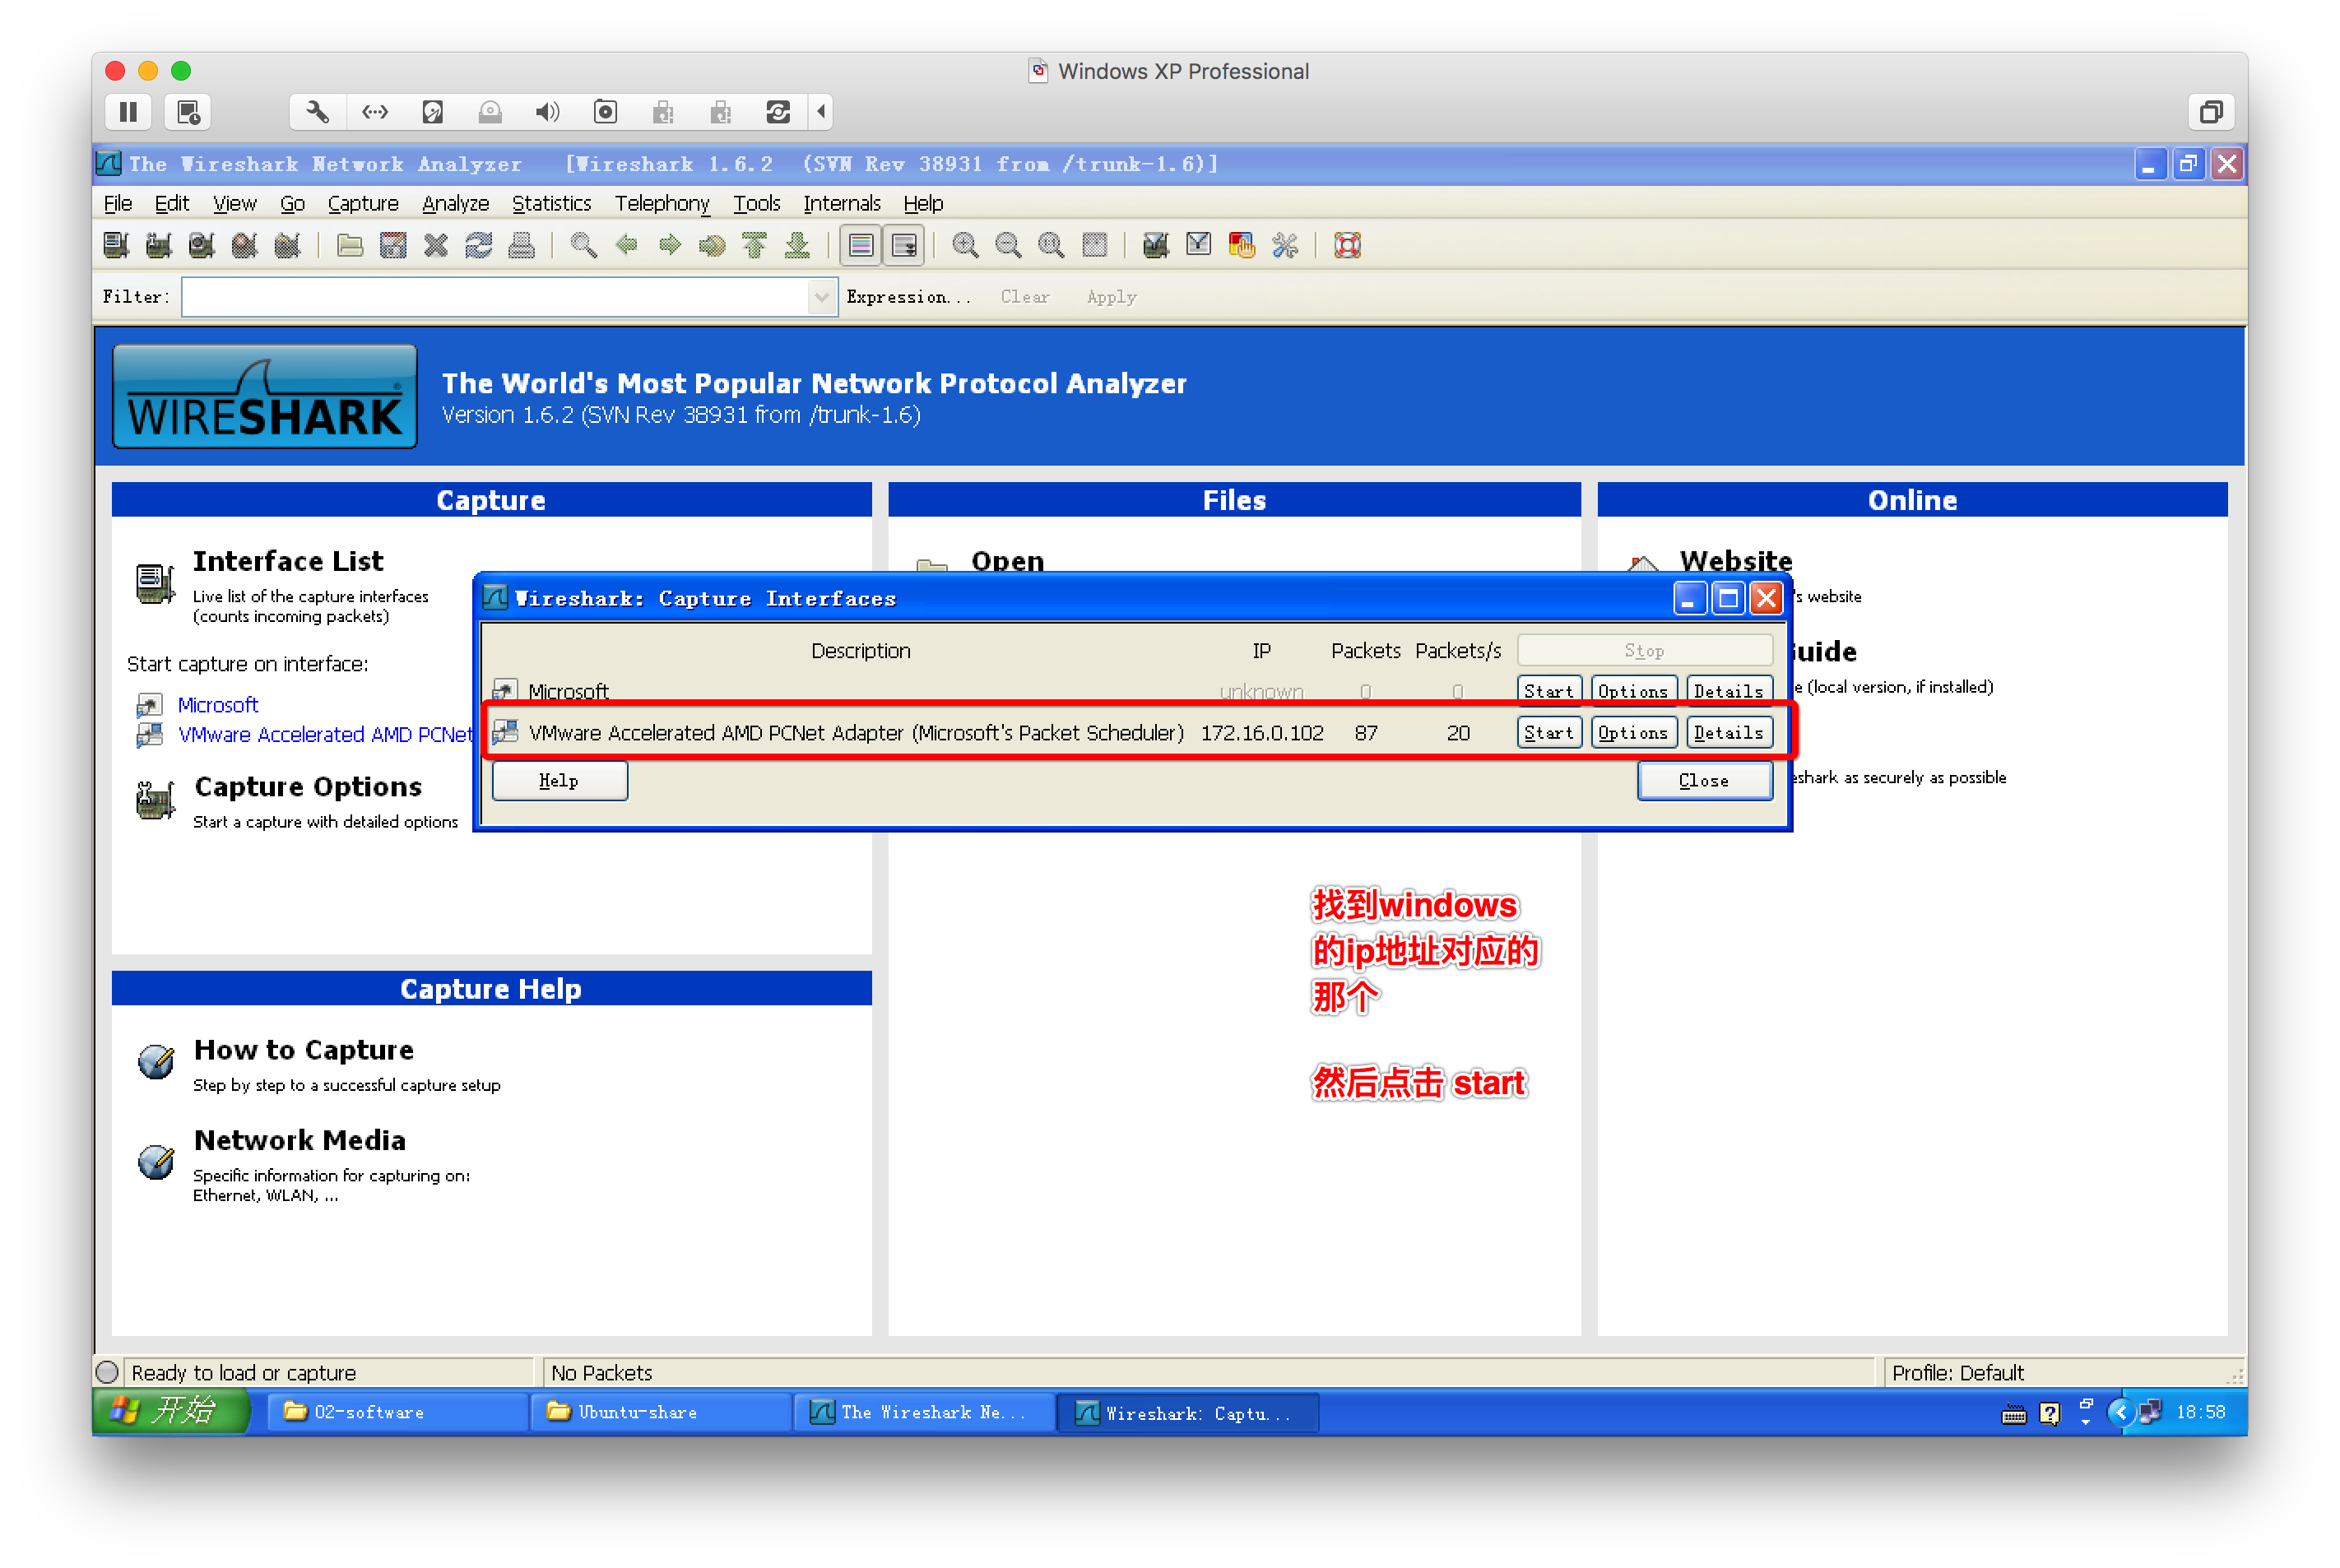 Windows XP Professional
The Wireshark Network Analyzer [Wireshark 1.6.2 (SVN Rev 38931 from /trunk-1.6)]
File Edit View Go Capture Analyze Statistics Telephony Tools Internals Help
Filter: Expression... Clear Apply
WIRESHARK
The World's Most Popular Network Protocol Analyzer
Version 1.6.2 (SVN Rev 38931 from /trunk-1.6)
Capture
Interface List
Live list of the capture interfaces
(counts incoming packets)
Start capture on interface:
Microsoft
VMware Accelerated AMD PCNet
Capture Options
Start a capture with detailed options
Files
Open
Online
Website
's website
uide
(local version, if installed)
as securely as possible
Wireshark: Capture Interfaces
Description IP Packets Packets/s Stop
Microsoft unknown 0 0 Start Options Details
VMware Accelerated AMD PCNet Adapter (Microsoft's Packet Scheduler) 172.16.0.102 87 20 Start Options Details
Help Close
找到windows
的ip地址对应的
那个
然后点击 start
Capture Help
How to Capture
Step by step to a successful capture setup
Network Media
Specific information for capturing on:
Ethernet, WLAN, ...
Ready to load or capture No Packets Profile: Default
开始 02-software Ubuntu-share The Wireshark Ne... Wireshark: Captu... 18:58